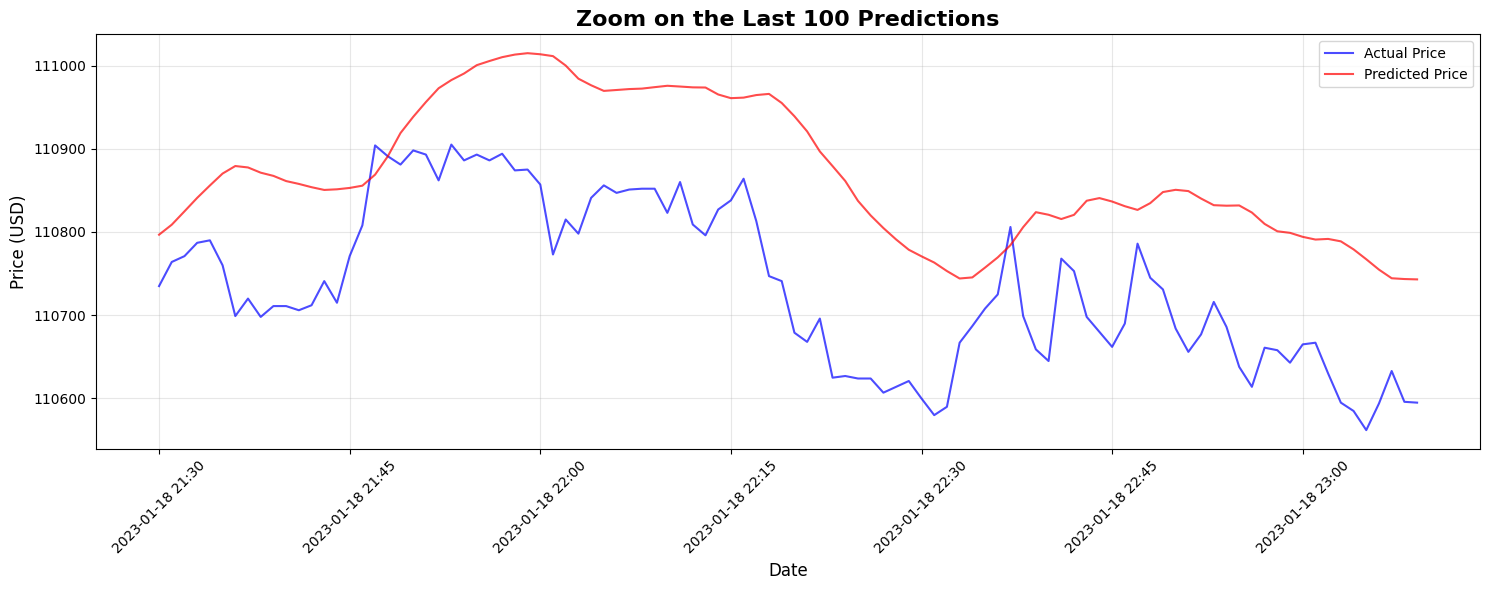 Zoom on the Last 100 Predictions
Actual Price
Predicted Price
Price (USD)
111000
110900
110800
110700
110600
2023-01-18 21:30
2023-01-18 21:45
2023-01-18 22:00
2023-01-18 22:15
2023-01-18 22:30
2023-01-18 22:45
2023-01-18 23:00
Date